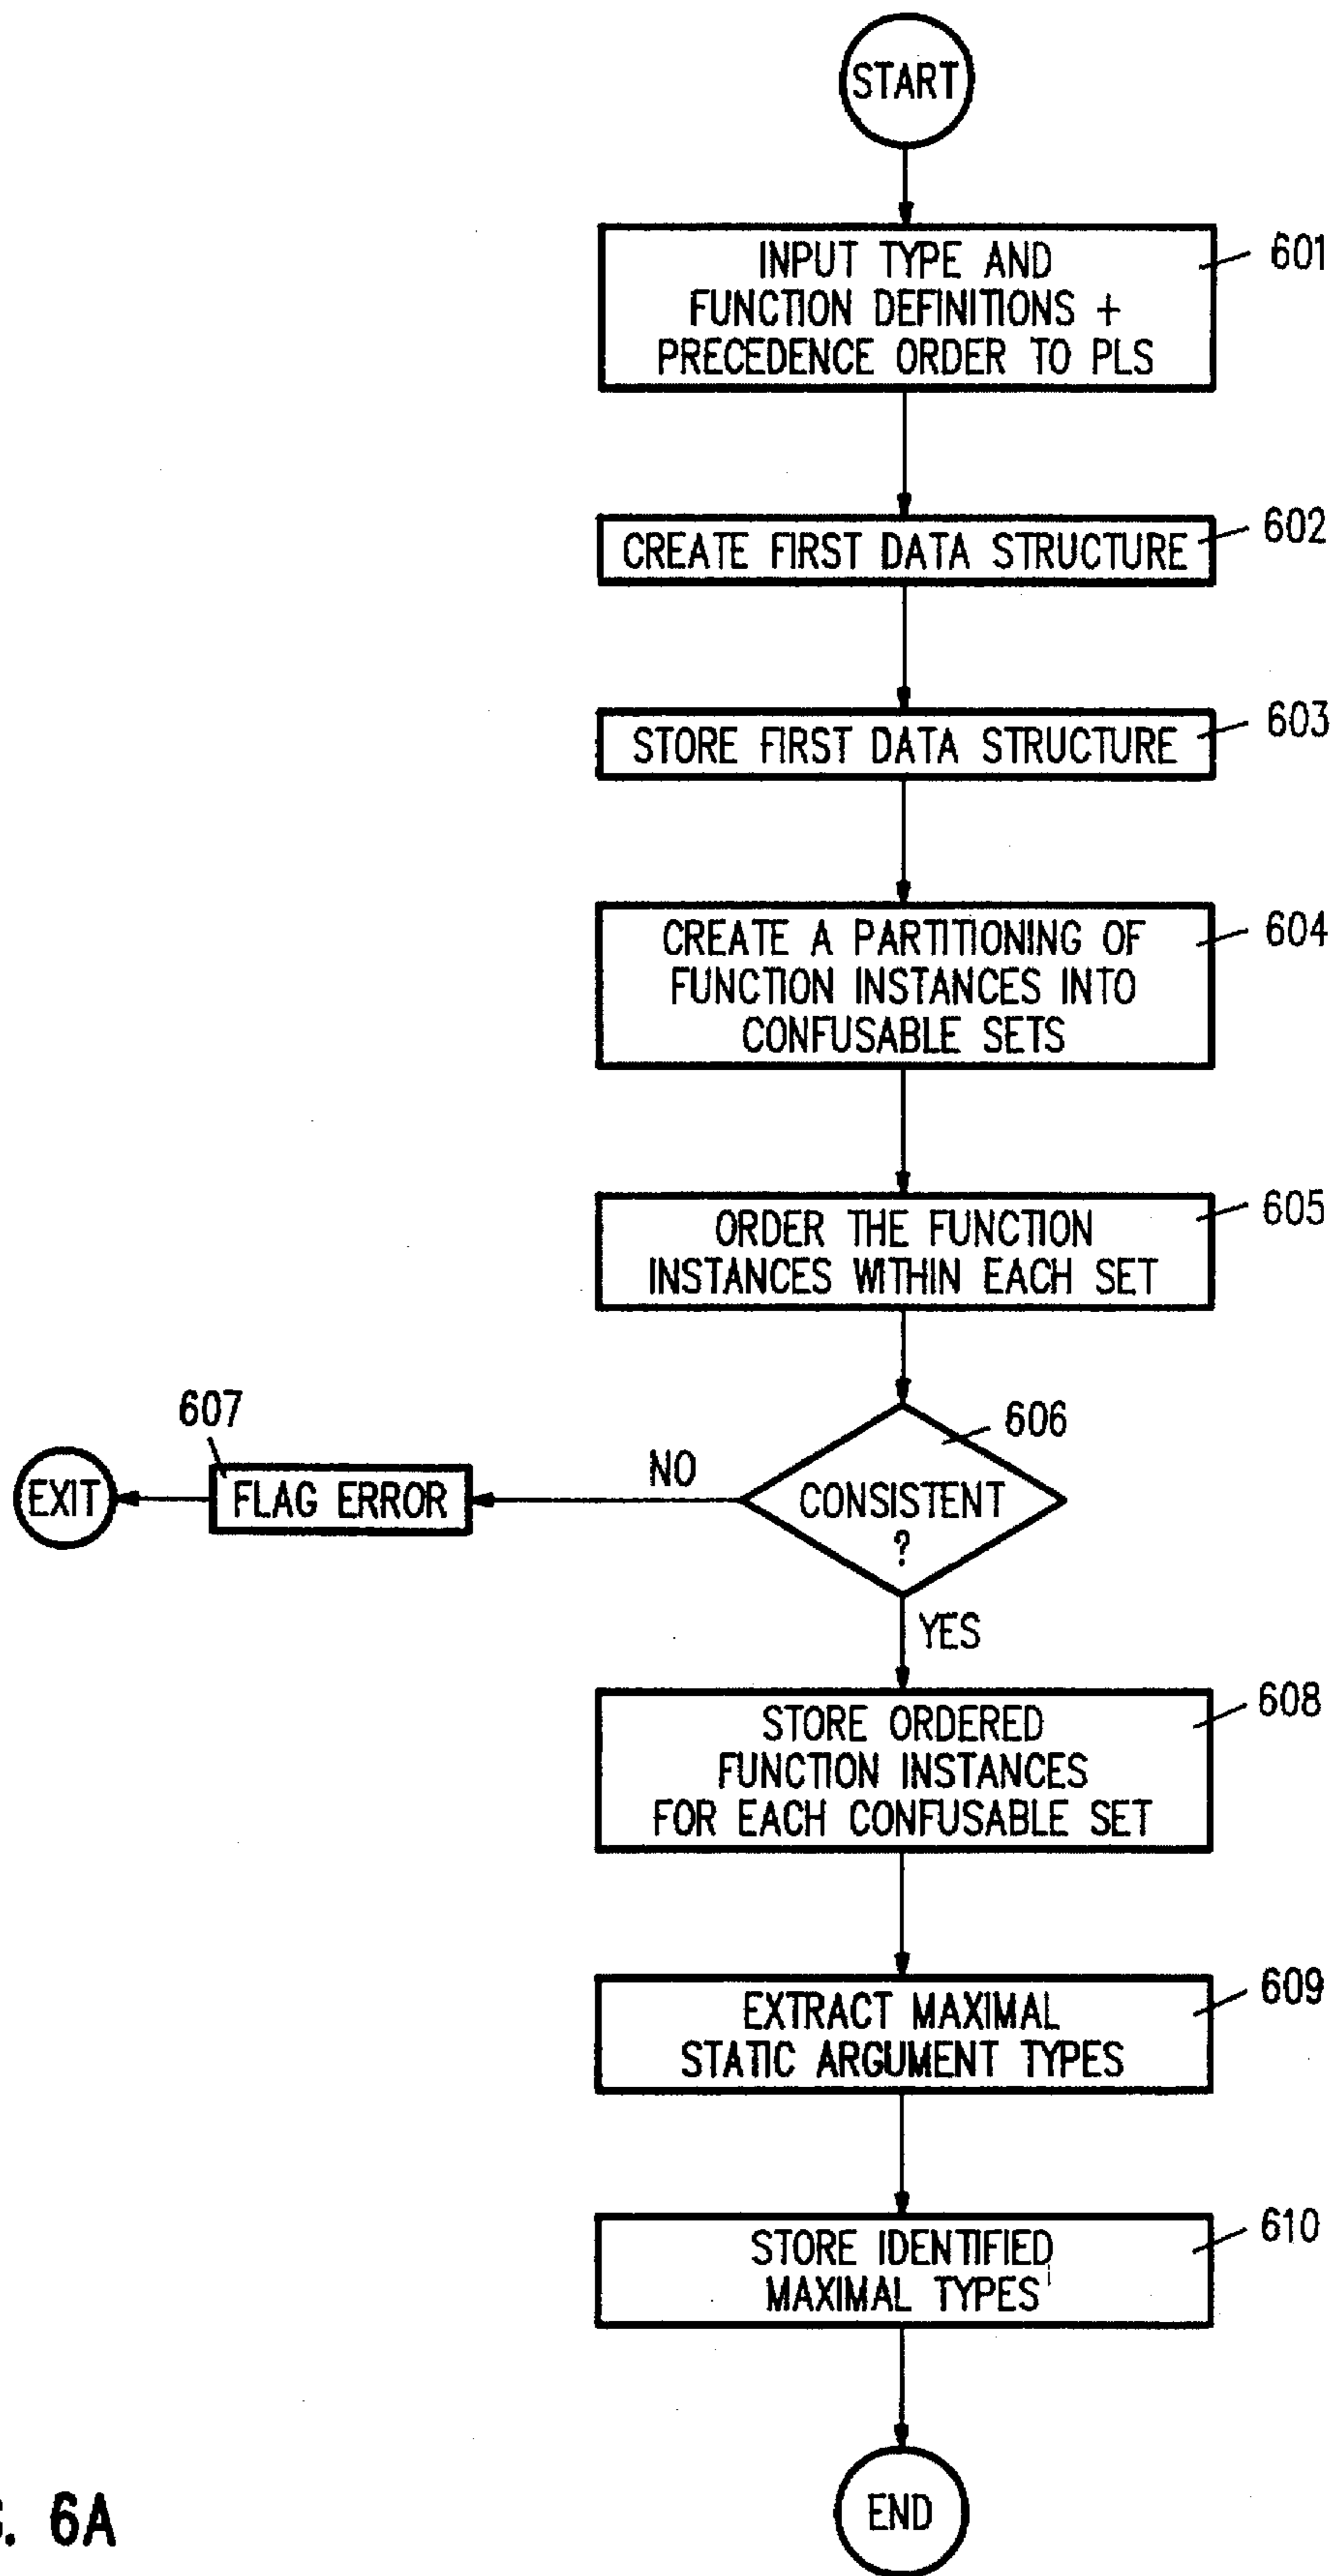 START
INPUT TYPE AND
FUNCTION DEFINITIONS +
PRECEDENCE ORDER TO PLS
601
CREATE FIRST DATA STRUCTURE
602
STORE FIRST DATA STRUCTURE
603
CREATE A PARTITIONING OF
FUNCTION INSTANCES INTO
CONFUSABLE SETS
604
ORDER THE FUNCTION
INSTANCES WITHIN EACH SET
605
606
CONSISTENT
?
NO
607
FLAG ERROR
EXIT
YES
STORE ORDERED
FUNCTION INSTANCES
FOR EACH CONFUSABLE SET
608
EXTRACT MAXIMAL
STATIC ARGUMENT TYPES
609
STORE IDENTIFIED
MAXIMAL TYPES
610
END
6A